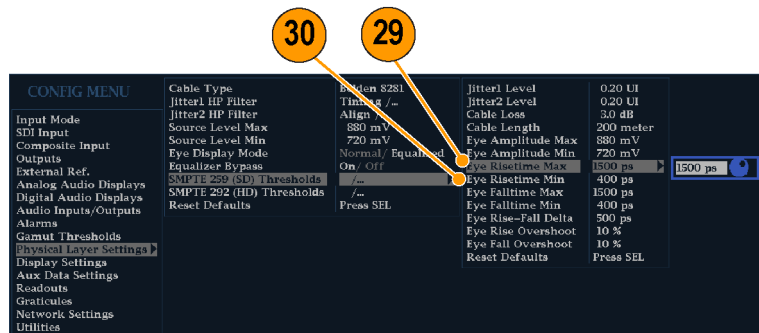 30 29
CONFIG MENU
Input Mode
SDI Input
Composite Input
Outputs
External Ref.
Analog Audio Displays
Digital Audio Displays
Audio Inputs/Outputs
Alarms
Gamut Thresholds
Physical Layer Settings
Display Settings
Aux Data Settings
Readouts
Graticules
Network Settings
Utilities
Cable Type Belden 8281
Jitter1 HP Filter Timing /...
Jitter2 HP Filter Align /...
Source Level Max 880 mV
Source Level Min 720 mV
Eye Display Mode Normal/ Equalized
Equalizer Bypass On/ Off
SMPTE 259 (SD) Thresholds /...
SMPTE 292 (HD) Thresholds /...
Reset Defaults Press SEL
Jitter1 Level 0.20 UI
Jitter2 Level 0.20 UI
Cable Loss 3.0 dB
Cable Length 200 meter
Eye Amplitude Max 880 mV
Eye Amplitude Min 720 mV
Eye Risetime Max 1500 ps
Eye Risetime Min 400 ps
Eye Falltime Max 1500 ps
Eye Falltime Min 400 ps
Eye Rise-Fall Delta 500 ps
Eye Rise Overshoot 10 %
Eye Fall Overshoot 10 %
Reset Defaults Press SEL
1500 ps